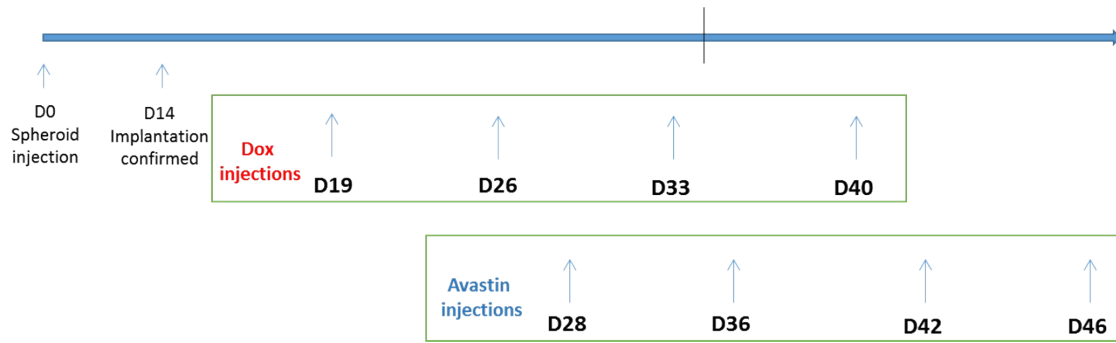 D0
Spheroid
injection
D14
Implantation
confirmed
Dox
injections
D19
D26
D33
D40
Avastin
injections
D28
D36
D42
D46